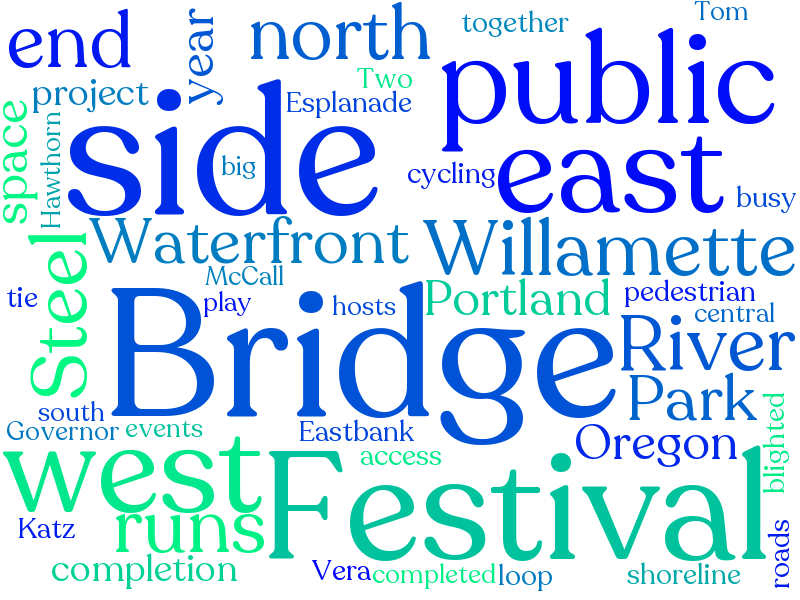 Tom
end
year
north
together
public
Two
project
Esplanade
side
space
Hawthorn
big
cycling
east
busy
Waterfront
Willamette
Steel
McCall
tie
play
hosts
Portland
pedestrian
central
Bridge
River
Park
south
Governor
events
Eastbank
Oregon
blighted
west
access
Festival
Katz
runs
roads
completion
Vera
completed
loop
shoreline